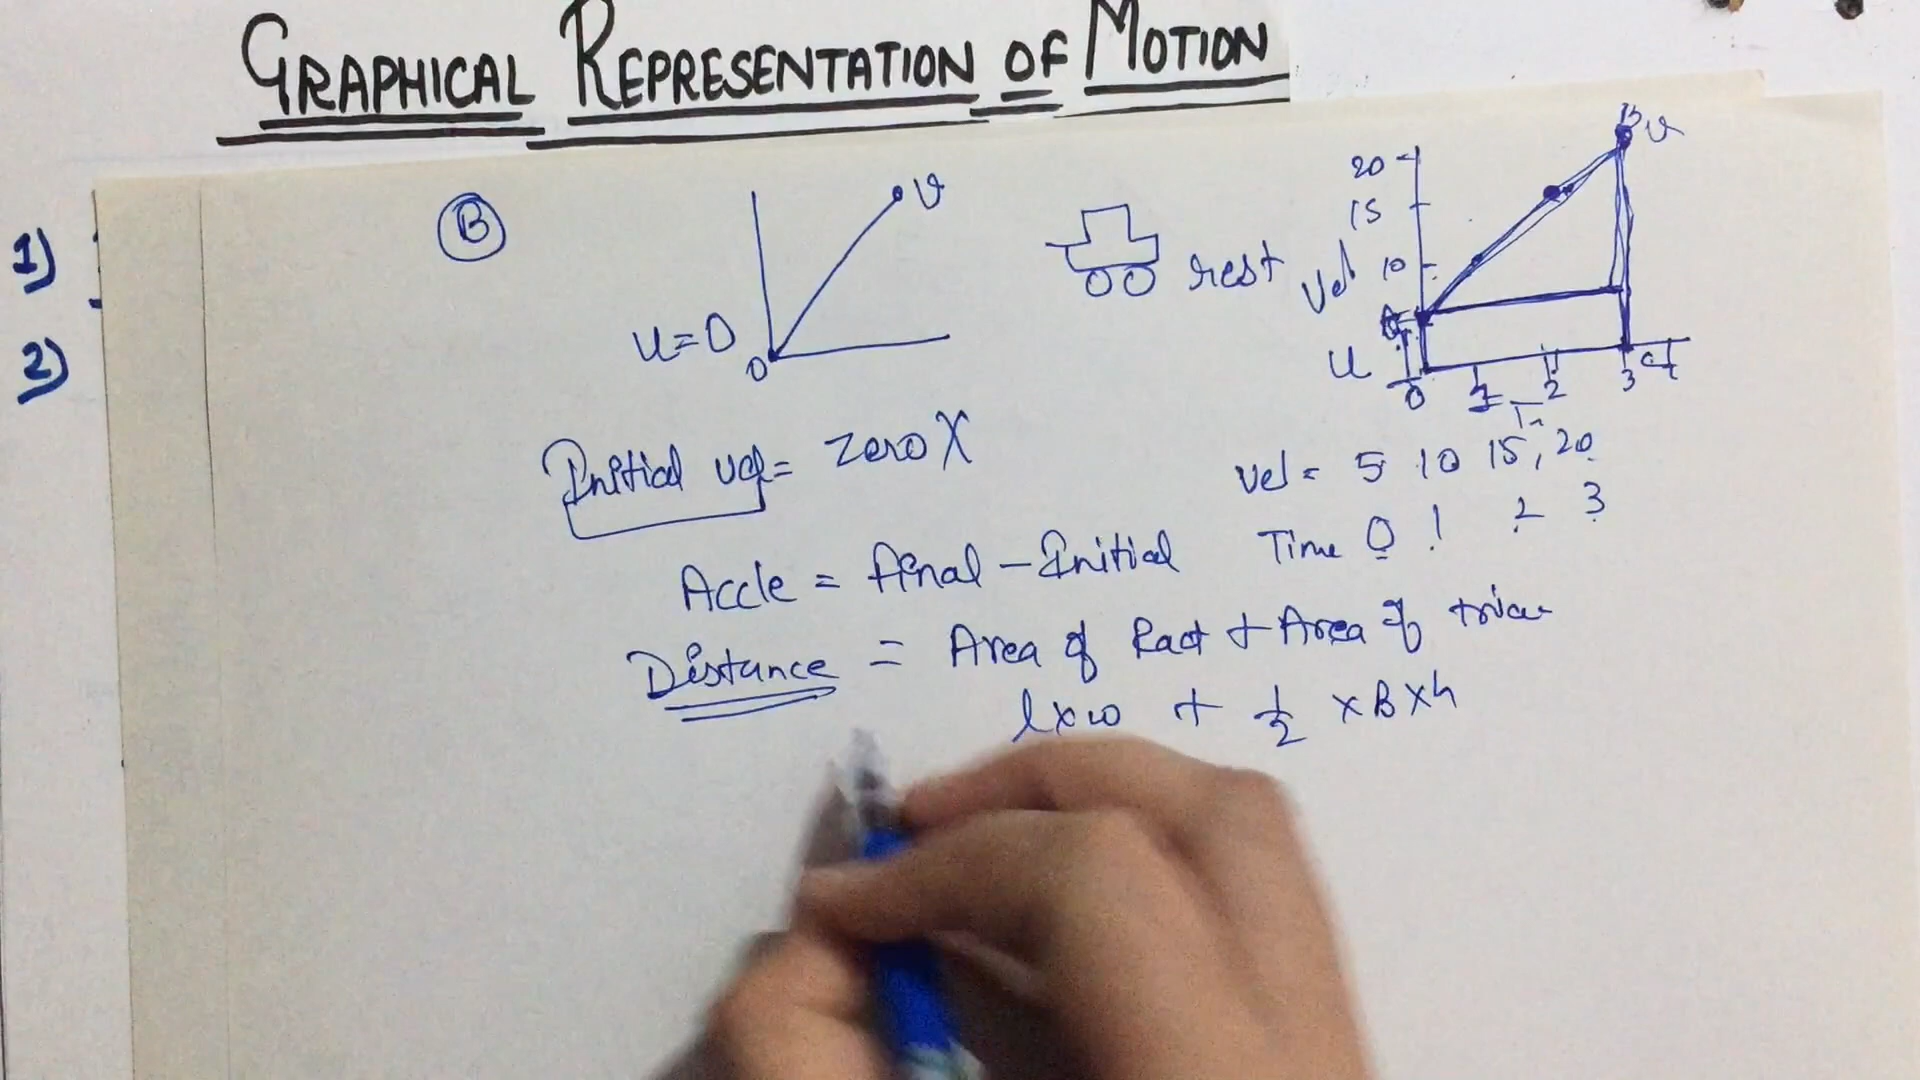 GRAPHICAL REPRESENTATION OF MOTION
1)
2)
B
v
u=0
0
rest
20
15
10
Vel
u
0
2
3
B v
Initial vel= zero X
Vel = 5 10 15, 20
Time 0 1 2 3
Accle = final - Initial
Distance = Area of Ract + Area of
l x w + 1/2 x B x h